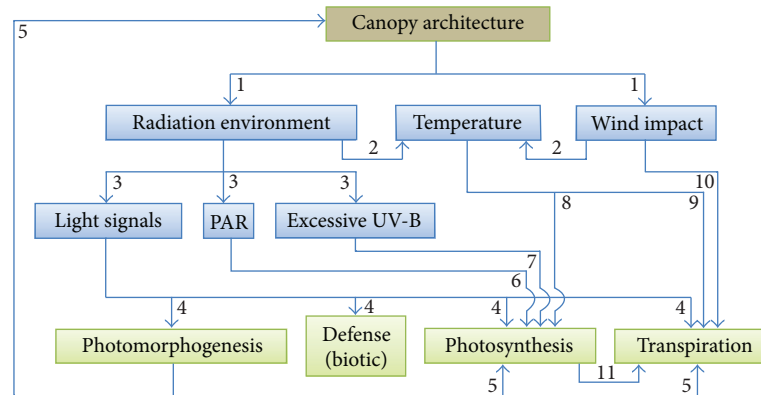 5
Canopy architecture
1
1
Radiation environment
Temperature
Wind impact
2
2
3
3
3
8
9
10
Light signals
PAR
Excessive UV-B
7
6
4
4
4
4
Photomorphogenesis
Defense
(biotic)
Photosynthesis
Transpiration
5
11
5